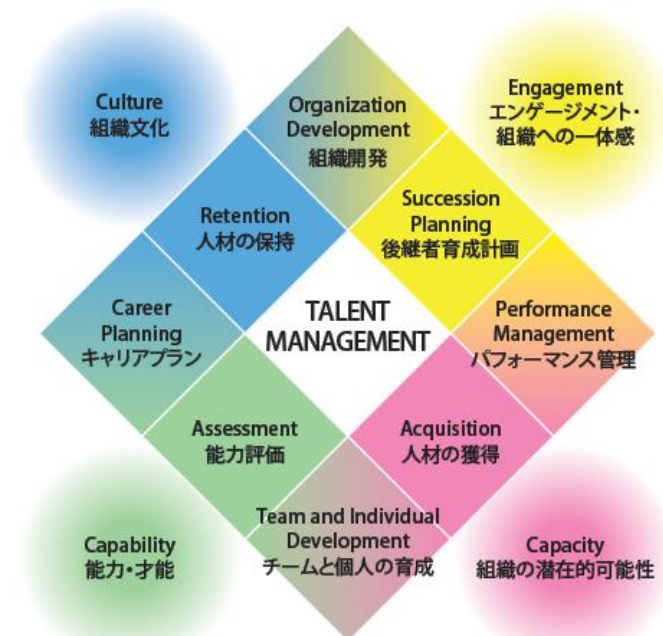 Culture
組織文化
Organization
Development
組織開発
Engagement
エンゲージメント・
組織への一体感
Retention
人材の保持
Succession
Planning
後継者育成計画
Career
Planning
キャリアプラン
TALENT
MANAGEMENT
Performance
Management
パフォーマンス管理
Assessment
能力評価
Acquisition
人材の獲得
Capability
能力・才能
Team and Individual
Development
チームと個人の育成
Capacity
組織の潜在的可能性